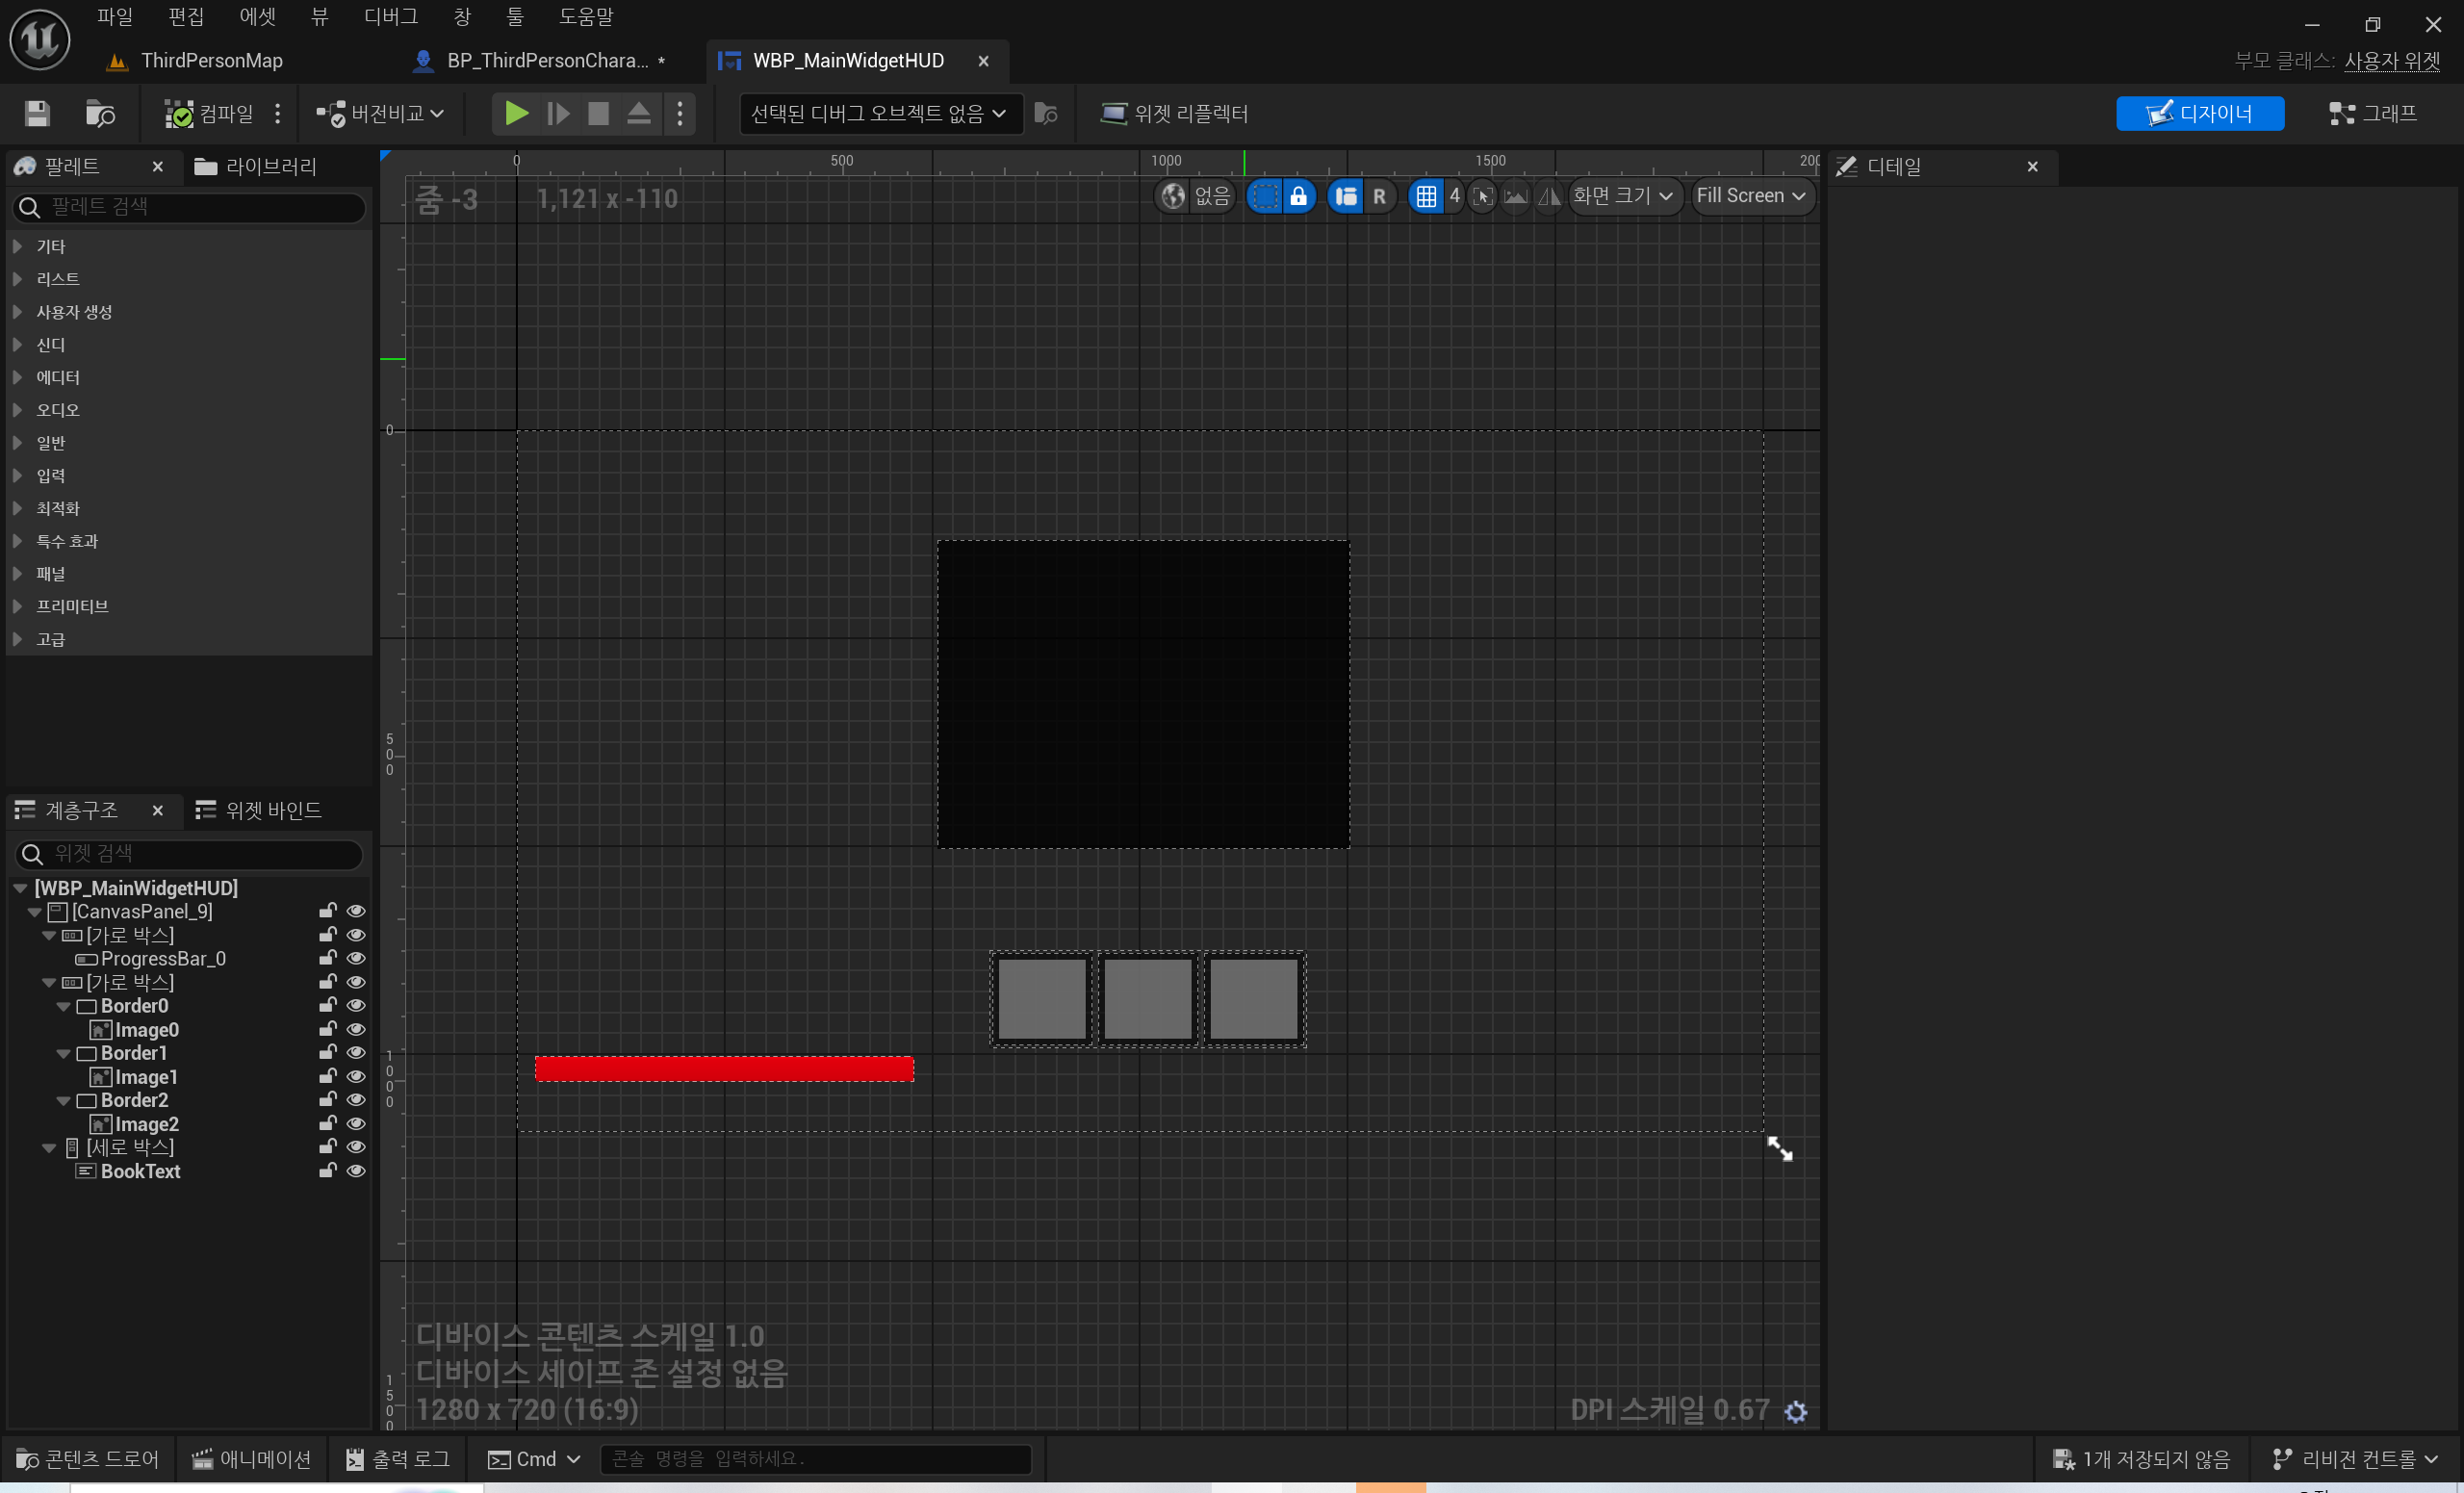 파일 편집 에셋 뷰 디버그 창 툴 도움말
ThirdPersonMap
BP_ThirdPersonChara... *
WBP_MainWidgetHUD
부모 클래스: 사용자 위젯
컴파일
버전비교
선택된 디버그 오브젝트 없음
위젯 리플렉터
디자이너
그래프
팔레트
라이브러리
팔레트 검색
기타
리스트
사용자 생성
신디
에디터
오디오
일반
입력
최적화
특수 효과
패널
프리미티브
고급
계층구조
위젯 바인드
위젯 검색
[WBP_MainWidgetHUD]
[CanvasPanel_9]
[가로 박스]
ProgressBar_0
[가로 박스]
Border0
Image0
Border1
Image1
Border2
Image2
[세로 박스]
BookText
0 500 1000 1500 200
줌 -3
1,121 x -110
없음
R
4
화면 크기
Fill Screen
0
500
1000
1500
디바이스 콘텐츠 스케일 1.0
디바이스 세이프 존 설정 없음
1280 x 720 (16:9)
DPI 스케일 0.67
디테일
콘텐츠 드로어
애니메이션
출력 로그
Cmd
콘솔 명령을 입력하세요.
1개 저장되지 않음
리비전 컨트롤